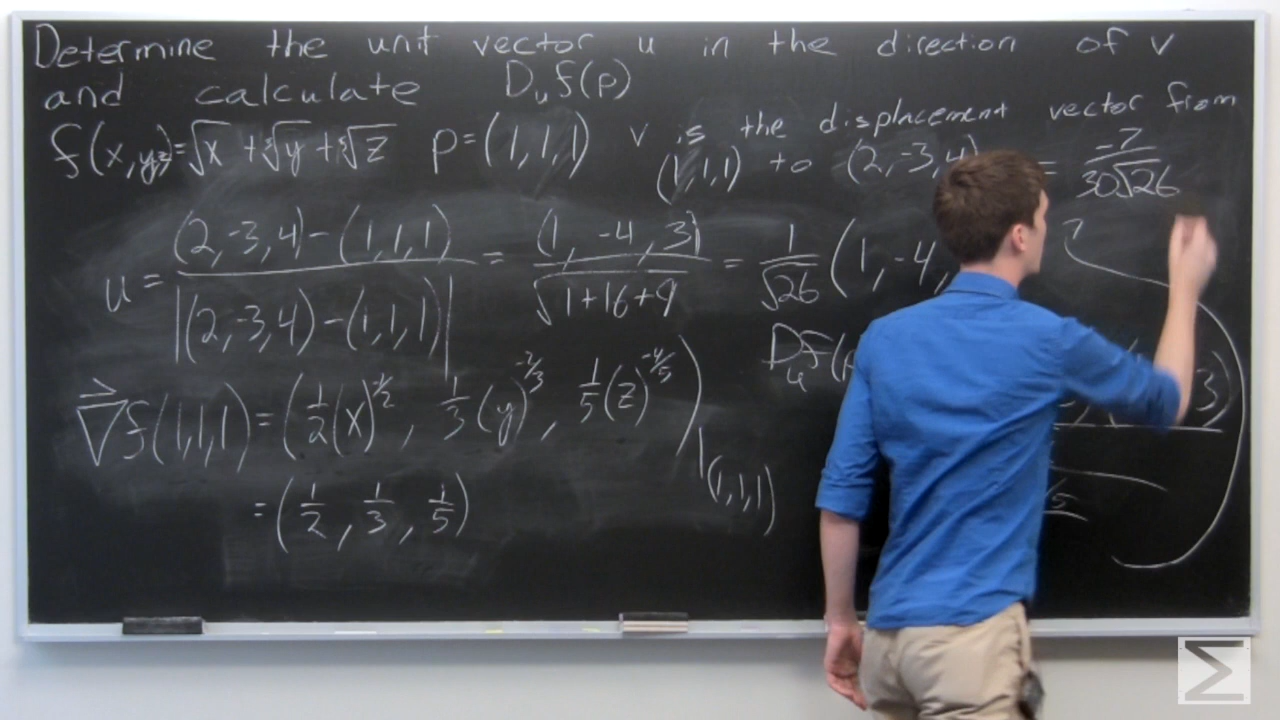 Determine the unit vector u in the direction of v
and calculate D_u f(p)
f(x,y,z)=√x + ∛y + ⁵√z p=(1,1,1) v is the displacement vector from
(1,1,1) to (2,-3,4)
= -7/(30√26)
u = ((2,-3,4)-(1,1,1))/|(2,-3,4)-(1,1,1)| = (1,-4,3)/√(1+16+9) = 1/√26 (1,-4,
D_u f(
3)
∇⃗f(1,1,1)=(1/2(x)^(-1/2), 1/3(y)^(-2/3), 1/5(z)^(-4/5))|(1,1,1)
=(1/2, 1/3, 1/5)
Σ